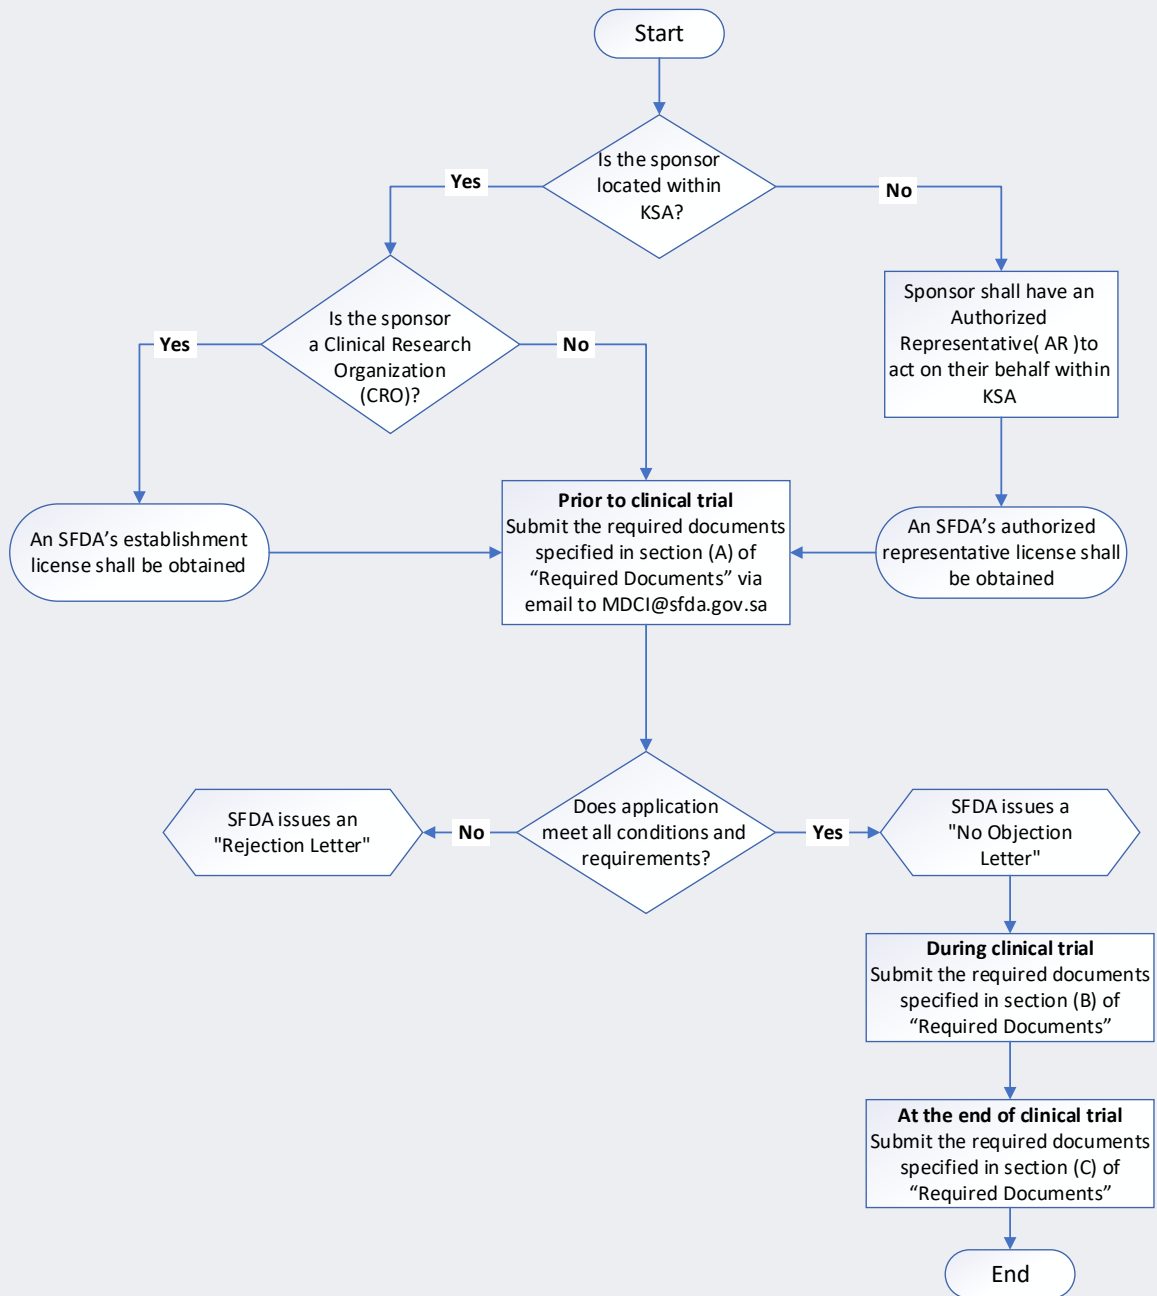 Start
Is the sponsor
located within
KSA?
Yes
No
Is the sponsor
a Clinical Research
Organization
(CRO)?
Yes
No
Sponsor shall have an
Authorized
Representative( AR )to
act on their behalf within
KSA
An SFDA’s establishment
license shall be obtained
Prior to clinical trial
Submit the required documents
specified in section (A) of
“Required Documents” via
email to MDCI@sfda.gov.sa
An SFDA’s authorized
representative license shall
be obtained
Does application
meet all conditions and
requirements?
No
Yes
SFDA issues an
"Rejection Letter"
SFDA issues a
"No Objection
Letter"
During clinical trial
Submit the required documents
specified in section (B) of
“Required Documents”
At the end of clinical trial
Submit the required documents
specified in section (C) of
“Required Documents”
End